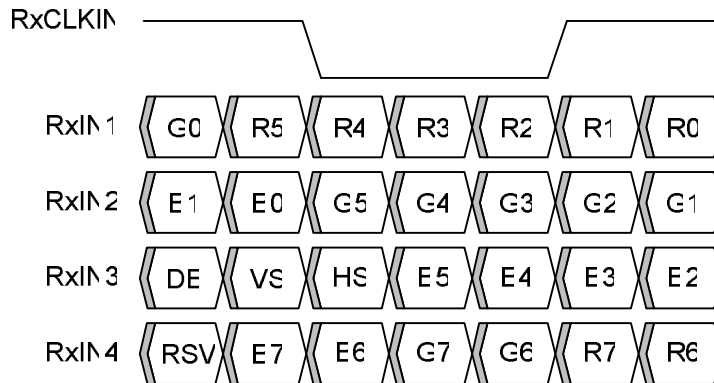 RxCLKIN
RxIN1 G0 R5 R4 R3 R2 R1 R0
RxIN2 E1 E0 G5 G4 G3 G2 G1
RxIN3 DE VS HS E5 E4 E3 E2
RxIN4 RSV E7 E6 G7 G6 R7 R6